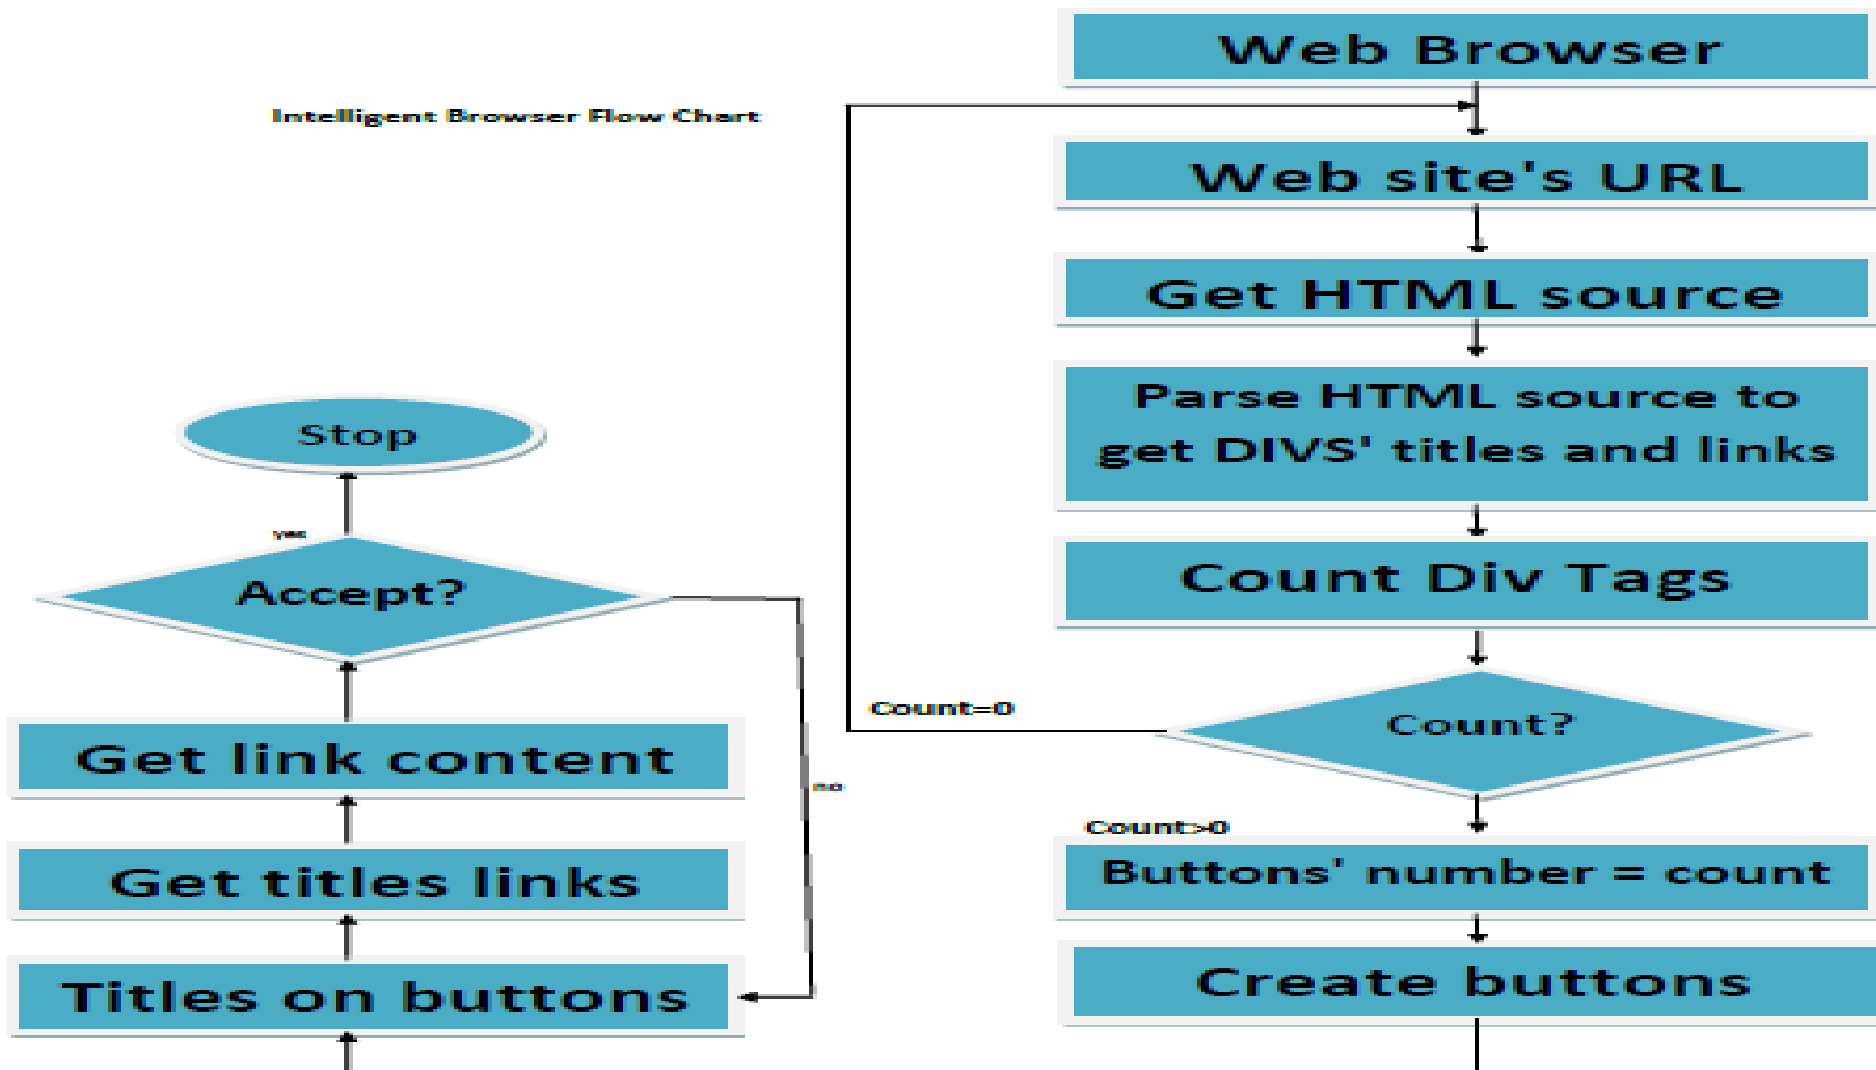 Intelligent Browser Flow Chart
Web Browser
Web site's URL
Get HTML source
Parse HTML source to
get DIVS' titles and links
Count Div Tags
Count?
Count=0
Count>0
Buttons' number = count
Create buttons
Titles on buttons
Get titles links
Get link content
Accept?
no
yes
Stop